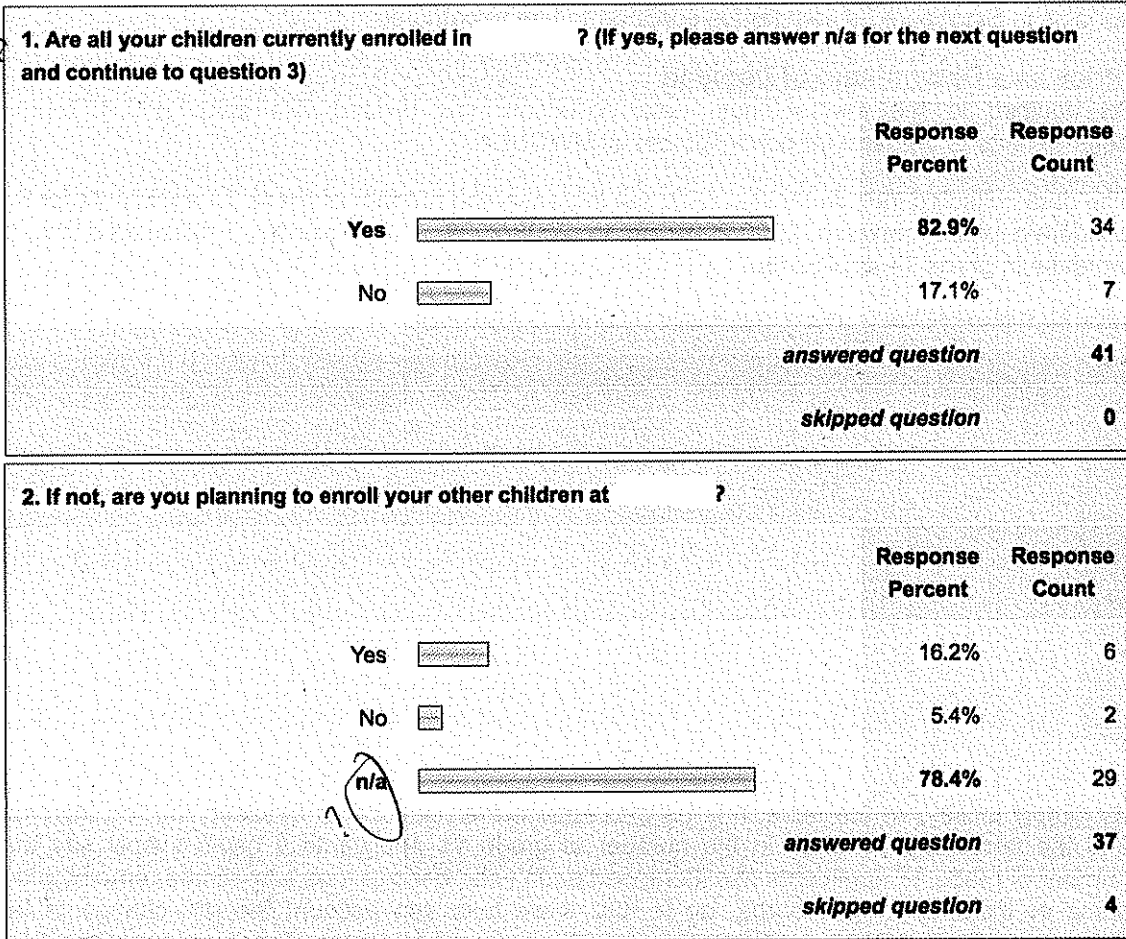 1. Are all your children currently enrolled in ? (If yes, please answer n/a for the next question
and continue to question 3)
Response Percent Response Count
Yes 82.9% 34
No 17.1% 7
answered question 41
skipped question 0
2. If not, are you planning to enroll your other children at ?
Response Percent Response Count
Yes 16.2% 6
No 5.4% 2
n/a 78.4% 29
?
answered question 37
skipped question 4